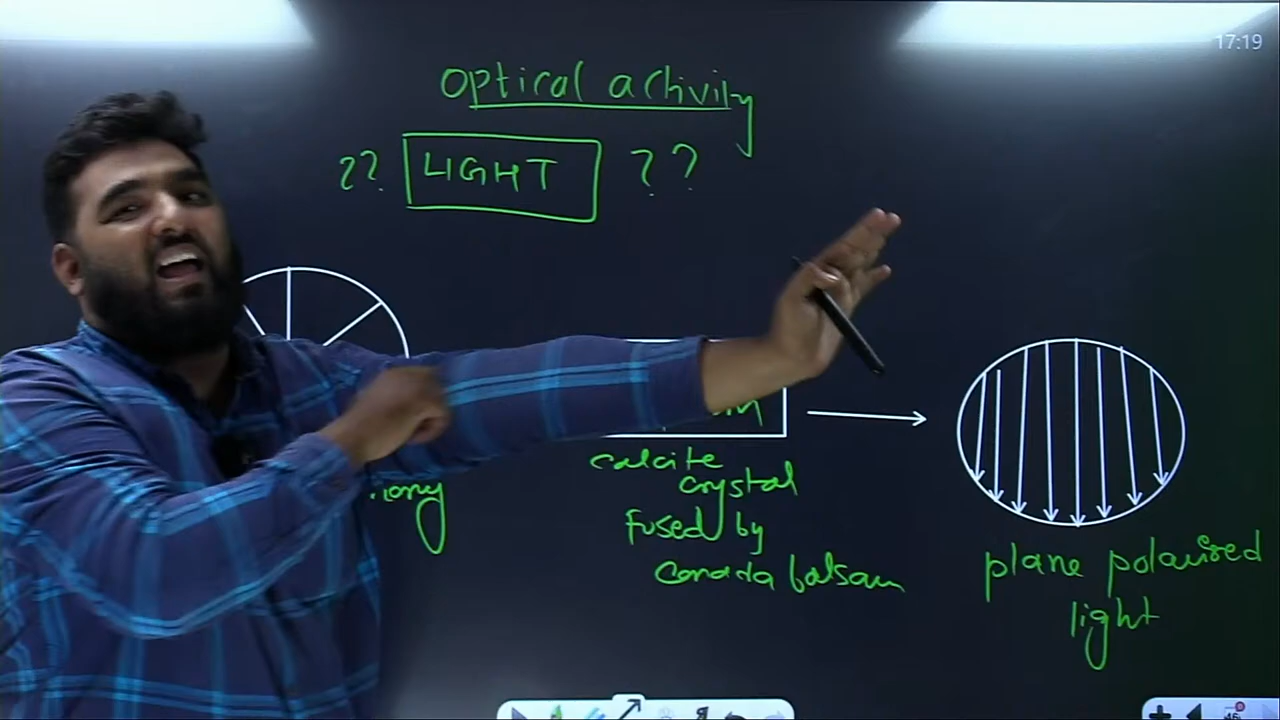 17:19
optical activity
?? LIGHT ??
calcite
crystal
Fused by
Canada balsam
plane polarised
light